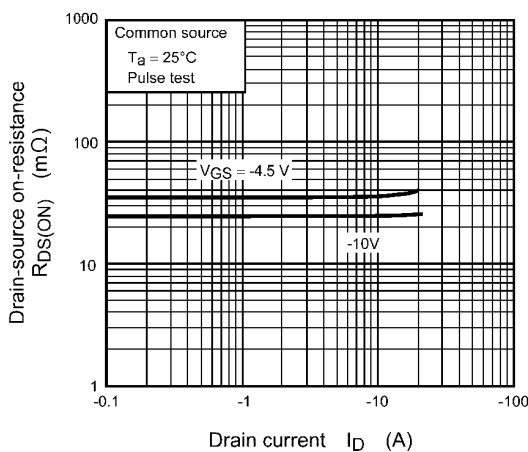 Common source
Ta = 25°C
Pulse test
Drain-source on-resistance
RDS(ON) (mΩ)
1000
100
10
1
VGS = -4.5 V
-10V
-0.1
-1
-10
-100
Drain current ID (A)